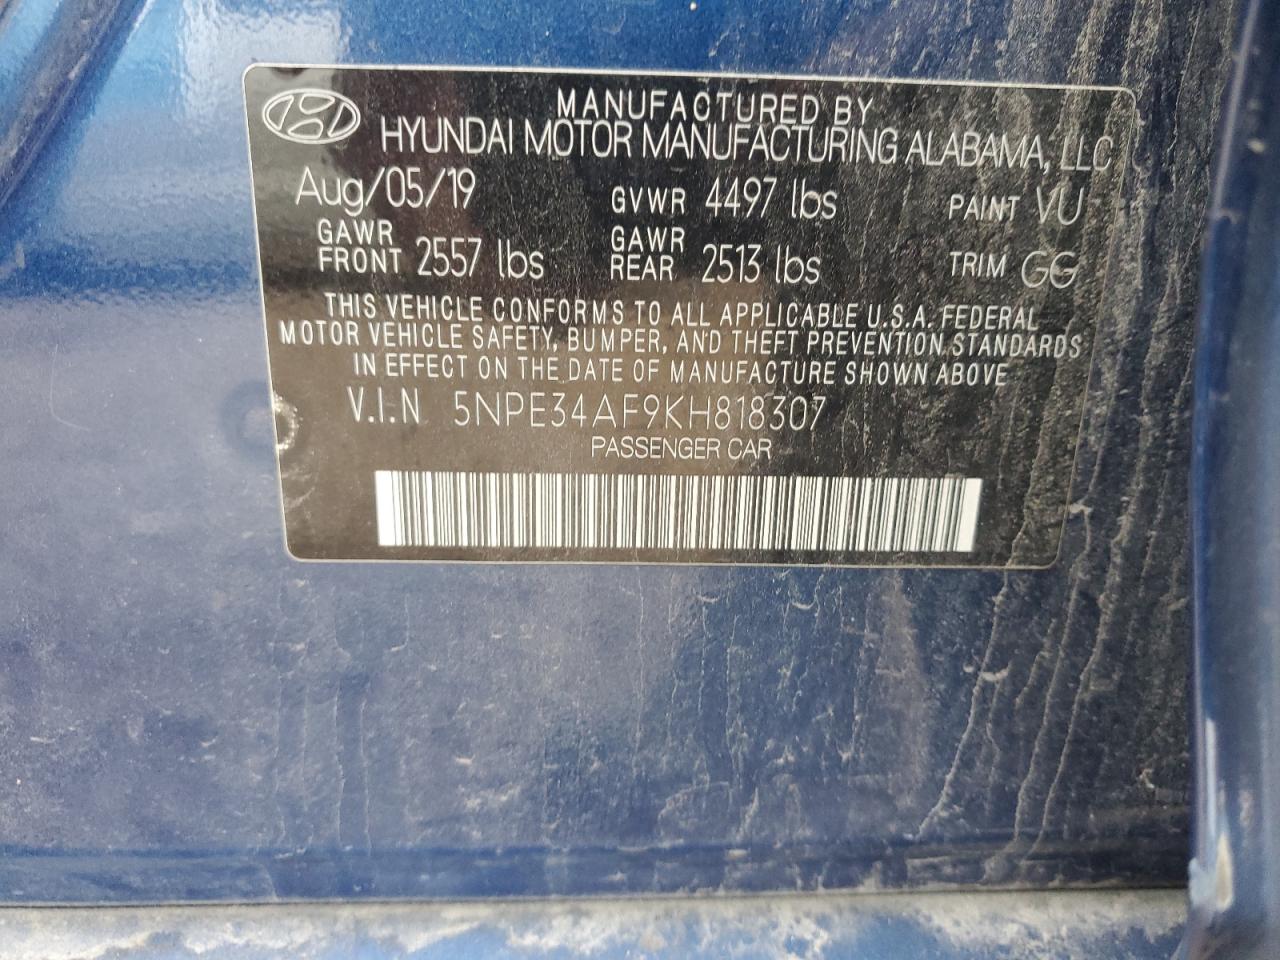 MANUFACTURED BY
HYUNDAI MOTOR MANUFACTURING ALABAMA, LLC
Aug/05/19 GVWR 4497 lbs PAINT VU
GAWR FRONT 2557 lbs GAWR REAR 2513 lbs TRIM GG
THIS VEHICLE CONFORMS TO ALL APPLICABLE U.S.A. FEDERAL
MOTOR VEHICLE SAFETY, BUMPER, AND THEFT PREVENTION STANDARDS
IN EFFECT ON THE DATE OF MANUFACTURE SHOWN ABOVE
V.I.N 5NPE34AF9KH818307
PASSENGER CAR